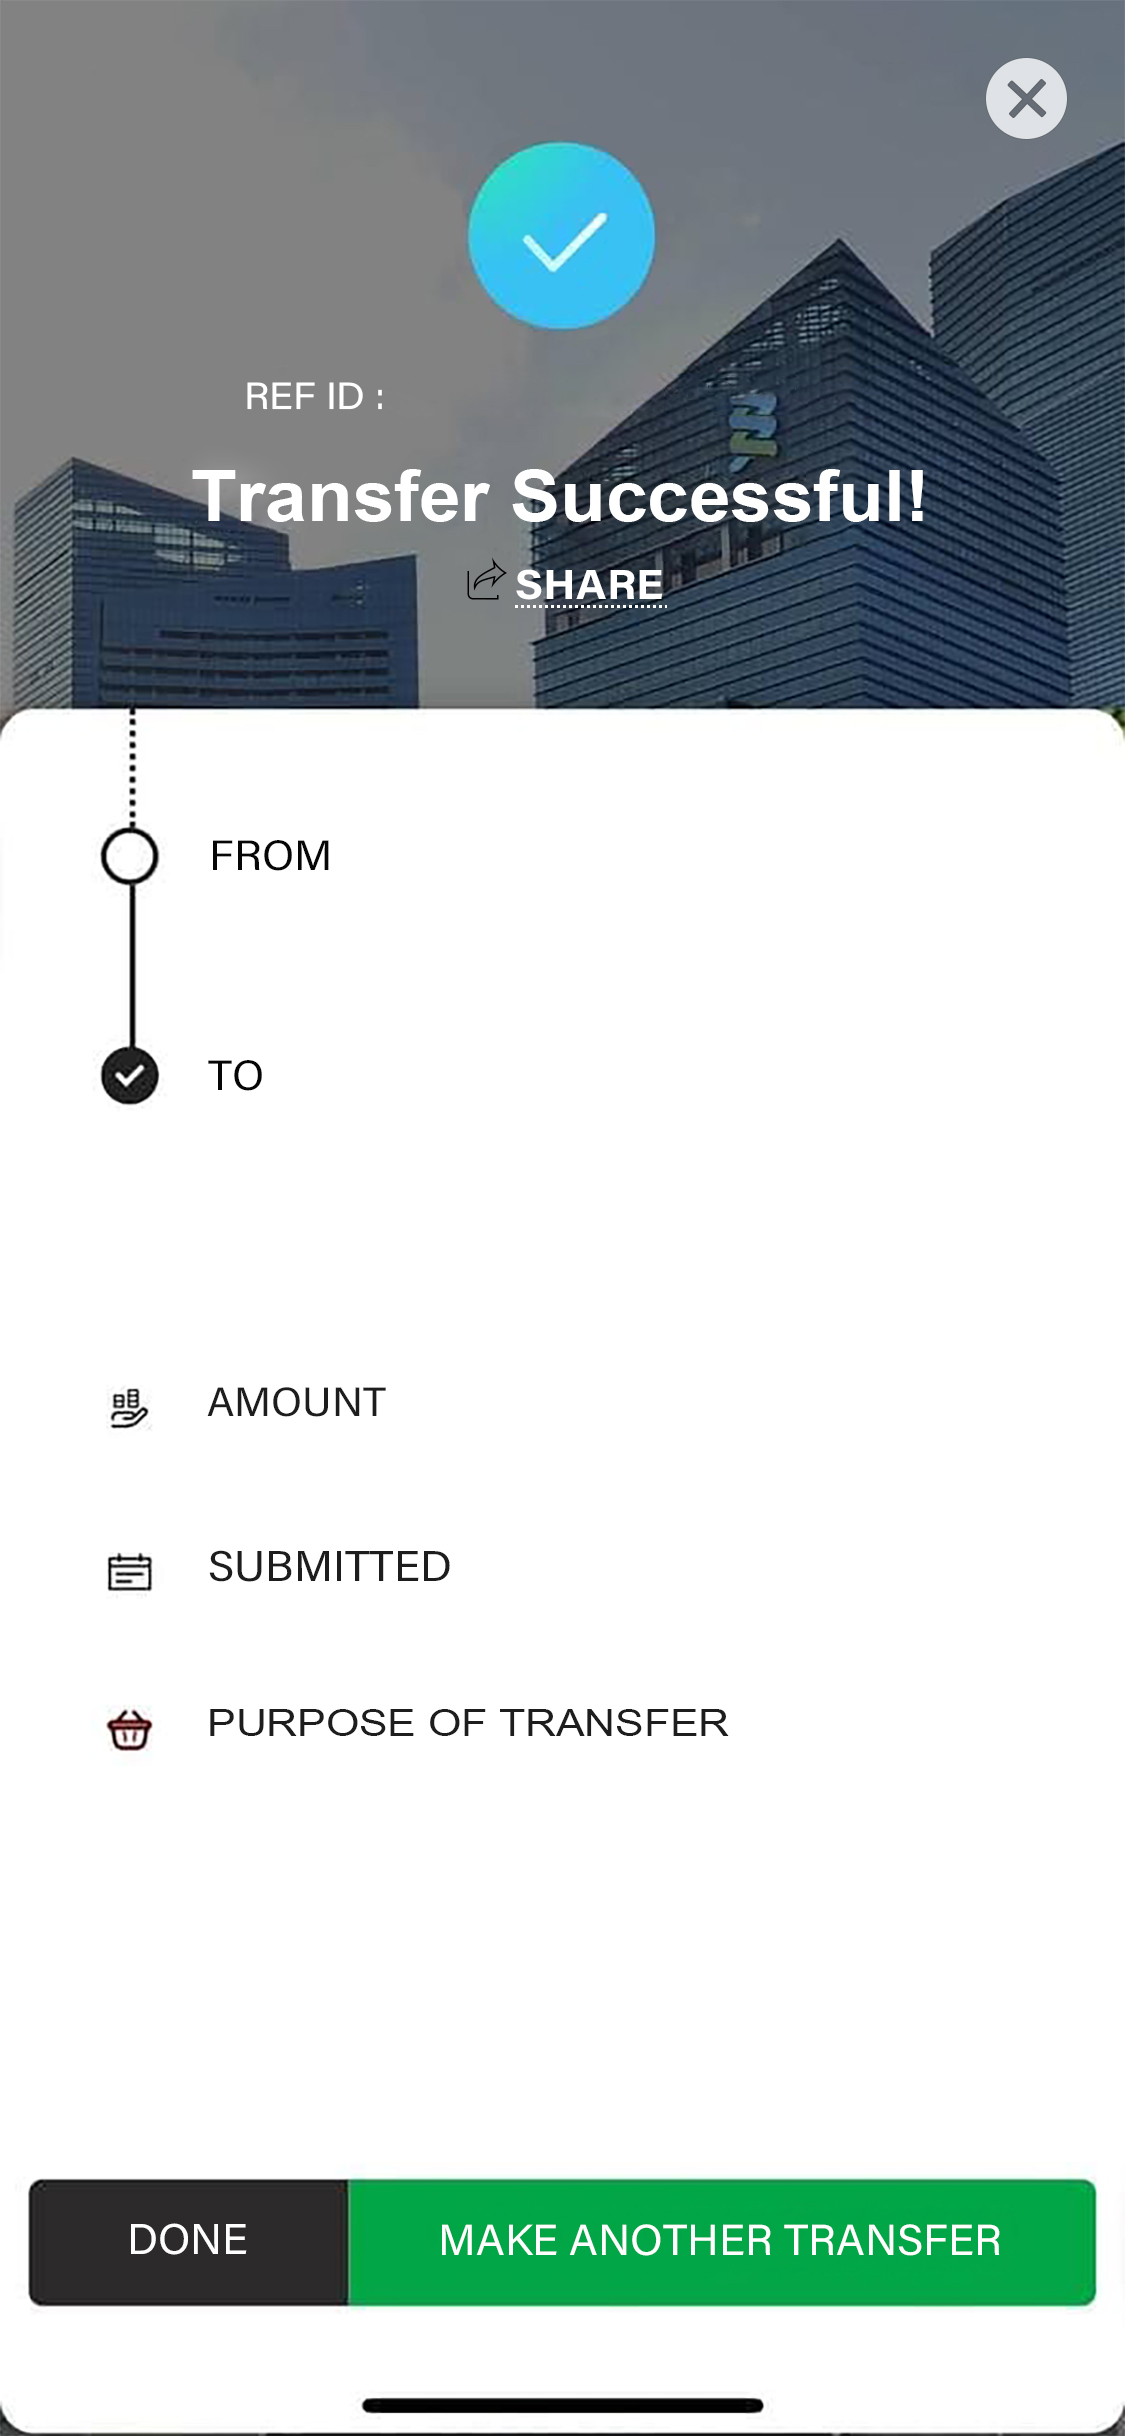 REF ID :
Transfer Successful!
SHARE
FROM
TO
AMOUNT
SUBMITTED
PURPOSE OF TRANSFER
DONE
MAKE ANOTHER TRANSFER